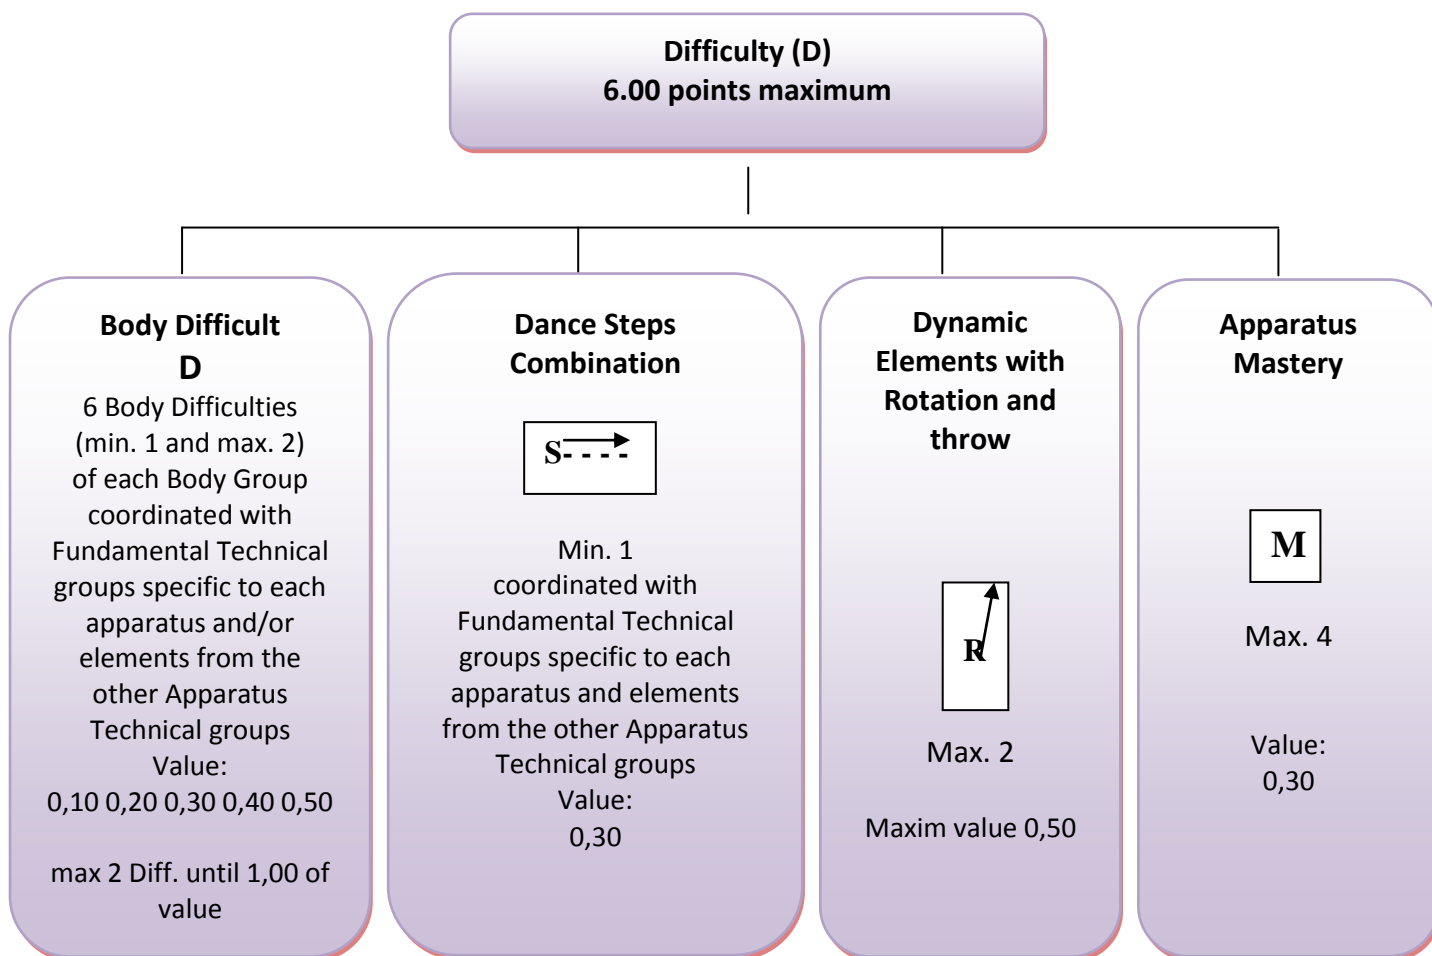 Difficulty (D)
6.00 points maximum
Body Difficult
D
6 Body Difficulties
(min. 1 and max. 2)
of each Body Group
coordinated with
Fundamental Technical
groups specific to each
apparatus and/or
elements from the
other Apparatus
Technical groups
Value:
0,10 0,20 0,30 0,40 0,50
max 2 Diff. until 1,00 of
value
Dance Steps
Combination
S
Min. 1
coordinated with
Fundamental Technical
groups specific to each
apparatus and elements
from the other Apparatus
Technical groups
Value:
0,30
Dynamic
Elements with
Rotation and
throw
R
Max. 2
Maxim value 0,50
Apparatus
Mastery
M
Max. 4
Value:
0,30